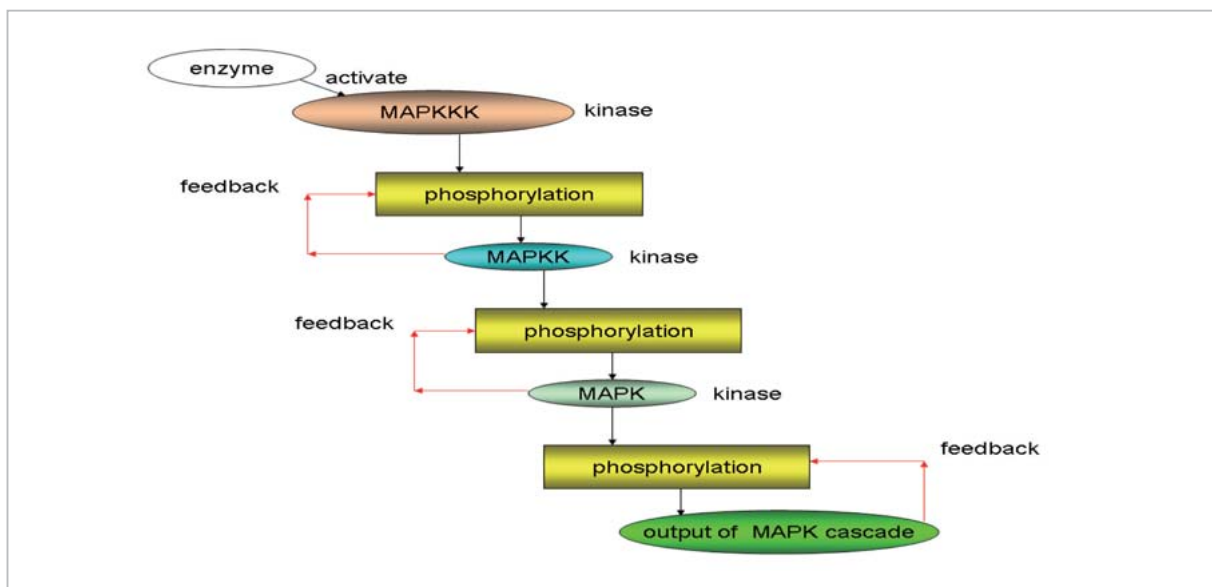 enzyme
activate
MAPKKK
kinase
feedback
phosphorylation
MAPKK
kinase
feedback
phosphorylation
MAPK
kinase
feedback
phosphorylation
output of MAPK cascade